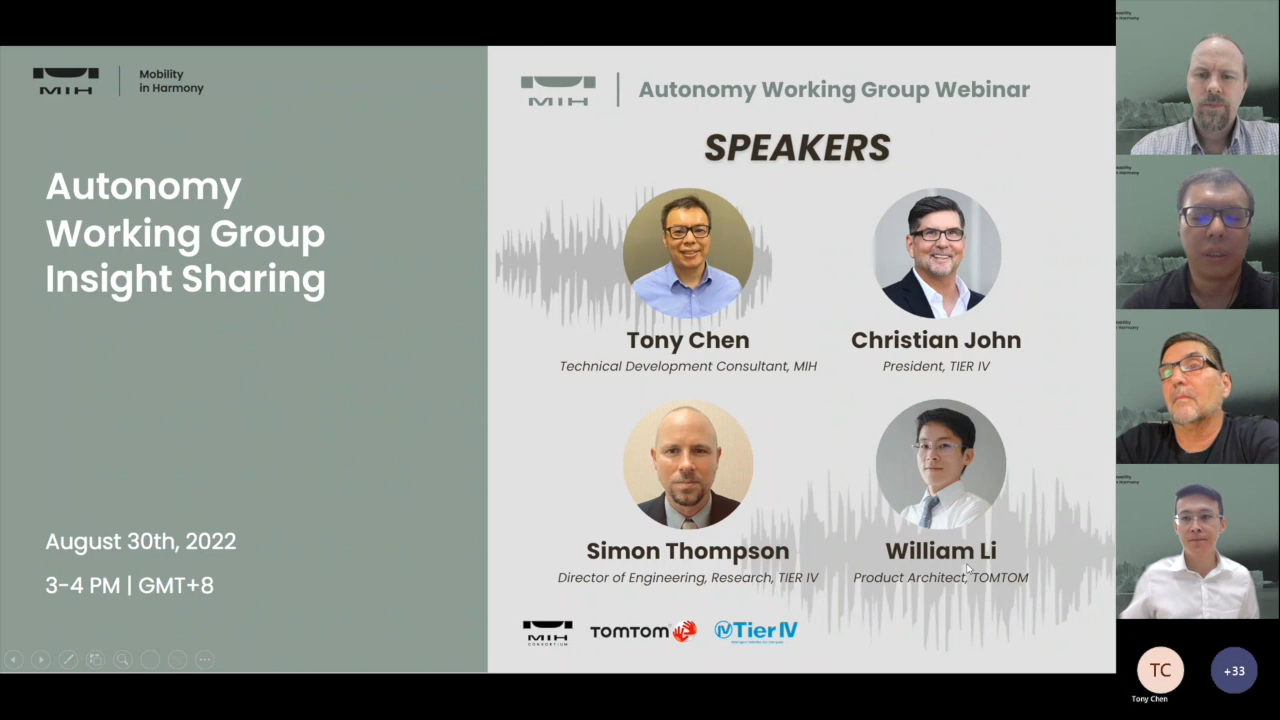 MIH
Mobility
in Harmony
Autonomy
Working Group
Insight Sharing
August 30th, 2022
3-4 PM | GMT+8
MIH
Autonomy Working Group Webinar
SPEAKERS
Tony Chen
Technical Development Consultant, MIH
Christian John
President, TIER IV
Simon Thompson
Director of Engineering, Research, TIER IV
William Li
Product Architect, TOMTOM
MIH
CONSORTIUM
TOMTOM
IV Tier IV
TC
Tony Chen
+33